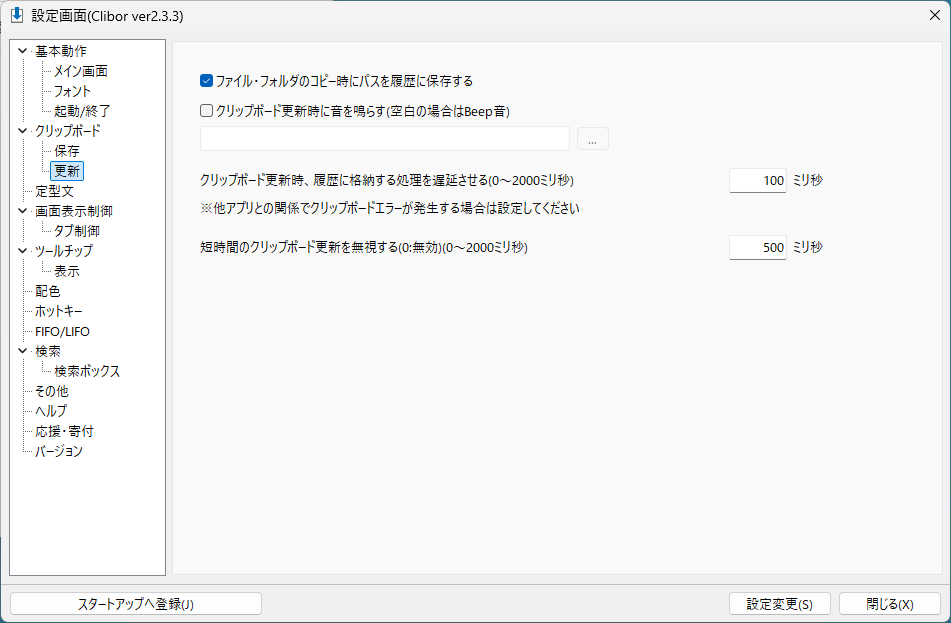 設定画面(Clibor ver2.3.3)
基本動作
メイン画面
フォント
起動/終了
クリップボード
保存
更新
定型文
画面表示制御
タブ制御
ツールチップ
表示
配色
ホットキー
FIFO/LIFO
検索
検索ボックス
その他
ヘルプ
応援・寄付
バージョン
ファイル・フォルダのコピー時にパスを履歴に保存する
クリップボード更新時に音を鳴らす(空白の場合はBeep音)
...
クリップボード更新時、履歴に格納する処理を遅延させる(0～2000ミリ秒) 100 ミリ秒
※他アプリとの関係でクリップボードエラーが発生する場合は設定してください
短時間のクリップボード更新を無視する(0:無効)(0～2000ミリ秒) 500 ミリ秒
スタートアップへ登録(J) 設定変更(S) 閉じる(X)